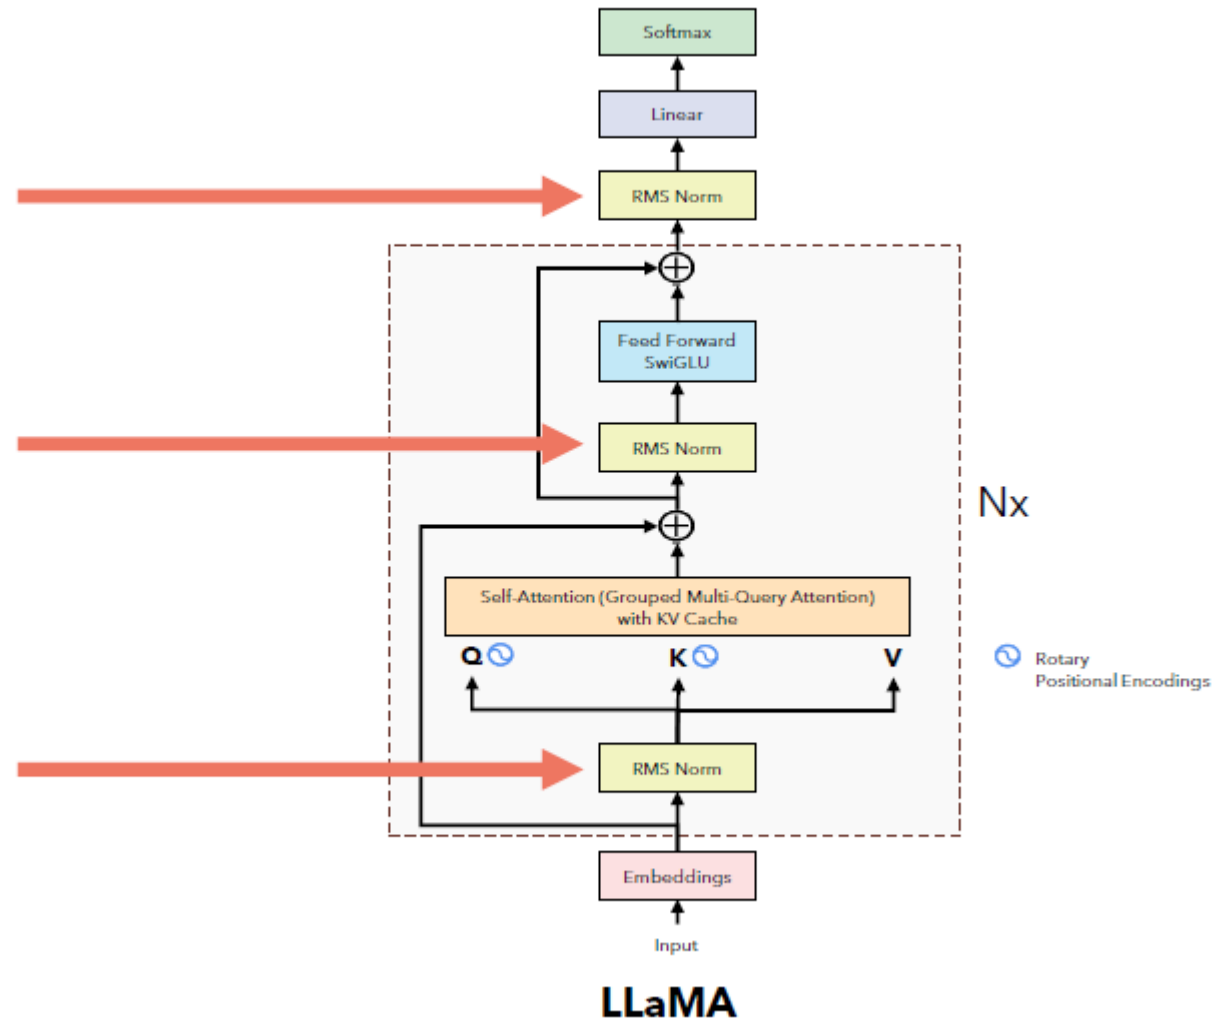 Softmax
Linear
RMS Norm
Feed Forward
SwiGLU
RMS Norm
Nx
Self-Attention (Grouped Multi-Query Attention)
with KV Cache
Q K V
Rotary
Positional Encodings
RMS Norm
Embeddings
Input
LLaMA